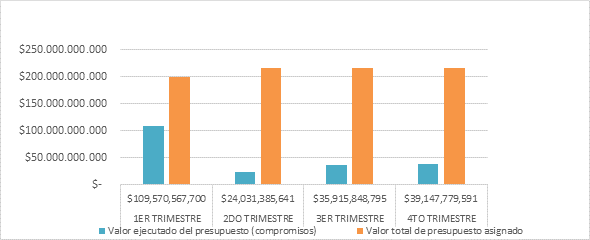 $250.000.000.000
$200.000.000.000
$150.000.000.000
$100.000.000.000
$50.000.000.000
$-
$109,570,567,700 $24,031,385,641 $35,915,848,795 $39,147,779,591
1ER TRIMESTRE 2DO TRIMESTRE 3ER TRIMESTRE 4TO TRIMESTRE
Valor ejecutado del presupuesto (compromisos) Valor total de presupuesto asignado